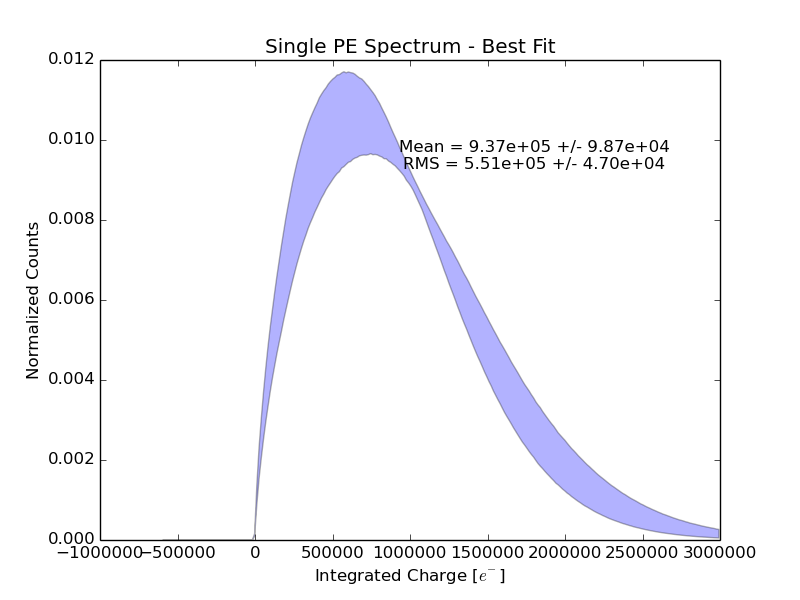 Single PE Spectrum - Best Fit
0.012
0.010
0.008
0.006
0.004
0.002
0.000
Normalized Counts
Mean = 9.37e+05 +/- 9.87e+04
RMS = 5.51e+05 +/- 4.70e+04
−1000000 −500000 0 500000 1000000 1500000 2000000 2500000 3000000
Integrated Charge [e⁻]